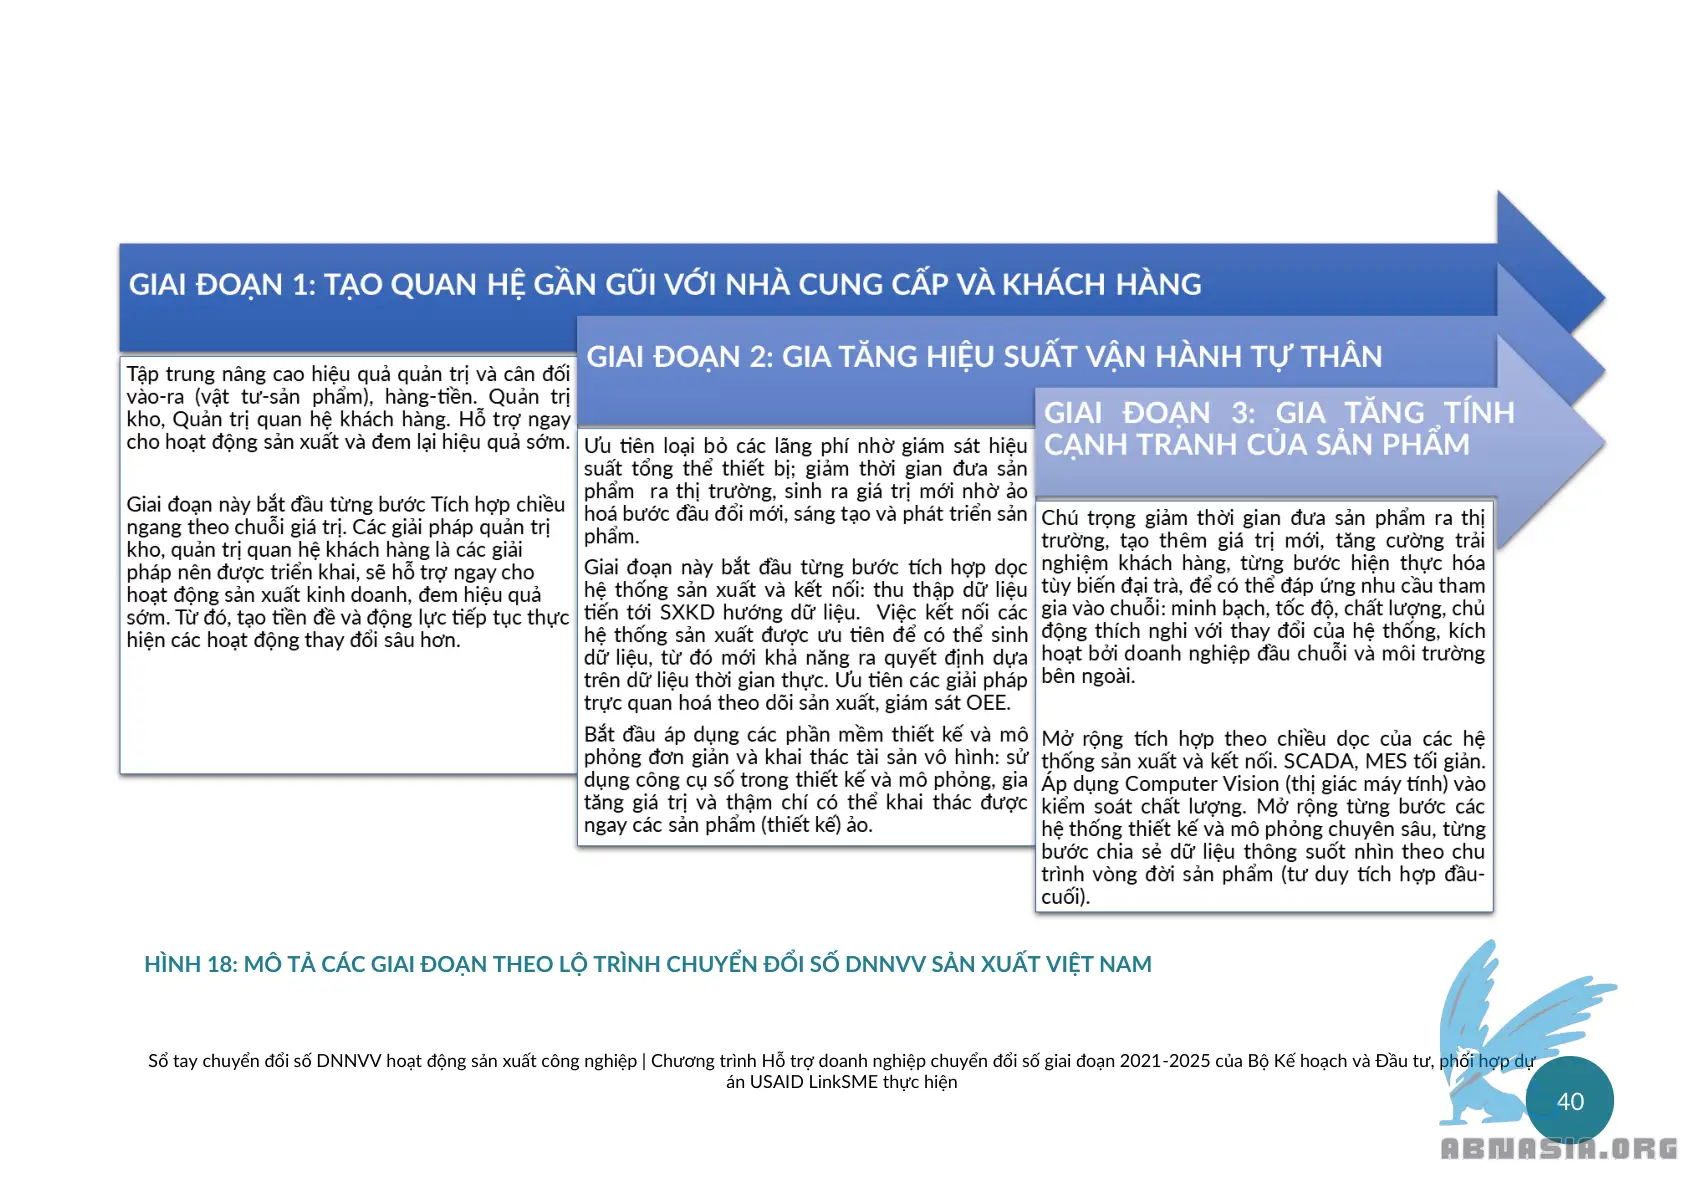 GIAI ĐOẠN 1: TẠO QUAN HỆ GẦN GŨI VỚI NHÀ CUNG CẤP VÀ KHÁCH HÀNG
Tập trung nâng cao hiệu quả quản trị và cân đối
vào-ra (vật tư-sản phẩm), hàng-tiền. Quản trị
kho, Quản trị quan hệ khách hàng. Hỗ trợ ngay
cho hoạt động sản xuất và đem lại hiệu quả sớm.
Giai đoạn này bắt đầu từng bước Tích hợp chiều
ngang theo chuỗi giá trị. Các giải pháp quản trị
kho, quản trị quan hệ khách hàng là các giải
pháp nên được triển khai, sẽ hỗ trợ ngay cho
hoạt động sản xuất kinh doanh, đem hiệu quả
sớm. Từ đó, tạo tiền đề và động lực tiếp tục thực
hiện các hoạt động thay đổi sâu hơn.
GIAI ĐOẠN 2: GIA TĂNG HIỆU SUẤT VẬN HÀNH TỰ THÂN
Ưu tiên loại bỏ các lãng phí nhờ giám sát hiệu
suất tổng thể thiết bị; giảm thời gian đưa sản
phẩm ra thị trường, sinh ra giá trị mới nhờ ảo
hoá bước đầu đổi mới, sáng tạo và phát triển sản
phẩm.
Giai đoạn này bắt đầu từng bước tích hợp dọc
hệ thống sản xuất và kết nối: thu thập dữ liệu
tiến tới SXKD hướng dữ liệu. Việc kết nối các
hệ thống sản xuất được ưu tiên để có thể sinh
dữ liệu, từ đó mới khả năng ra quyết định dựa
trên dữ liệu thời gian thực. Ưu tiên các giải pháp
trực quan hoá theo dõi sản xuất, giám sát OEE.
Bắt đầu áp dụng các phần mềm thiết kế và mô
phỏng đơn giản và khai thác tài sản vô hình: sử
dụng công cụ số trong thiết kế và mô phỏng, gia
tăng giá trị và thậm chí có thể khai thác được
ngay các sản phẩm (thiết kế) ảo.
GIAI ĐOẠN 3: GIA TĂNG TÍNH
CẠNH TRANH CỦA SẢN PHẨM
Chú trọng giảm thời gian đưa sản phẩm ra thị
trường, tạo thêm giá trị mới, tăng cường trải
nghiệm khách hàng, từng bước hiện thực hóa
tùy biến đại trà, để có thể đáp ứng nhu cầu tham
gia vào chuỗi: minh bạch, tốc độ, chất lượng, chủ
động thích nghi với thay đổi của hệ thống, kích
hoạt bởi doanh nghiệp đầu chuỗi và môi trường
bên ngoài.
Mở rộng tích hợp theo chiều dọc của các hệ
thống sản xuất và kết nối. SCADA, MES tối giản.
Áp dụng Computer Vision (thị giác máy tính) vào
kiểm soát chất lượng. Mở rộng từng bước các
hệ thống thiết kế và mô phỏng chuyên sâu, từng
bước chia sẻ dữ liệu thông suốt nhìn theo chu
trình vòng đời sản phẩm (tư duy tích hợp đầu-
cuối).
HÌNH 18: MÔ TẢ CÁC GIAI ĐOẠN THEO LỘ TRÌNH CHUYỂN ĐỔI SỐ DNNVV SẢN XUẤT VIỆT NAM
Sổ tay chuyển đổi số DNNVV hoạt động sản xuất công nghiệp | Chương trình Hỗ trợ doanh nghiệp chuyển đổi số giai đoạn 2021-2025 của Bộ Kế hoạch và Đầu tư, phối hợp dự
án USAID LinkSME thực hiện
40
ABNASIA.ORG